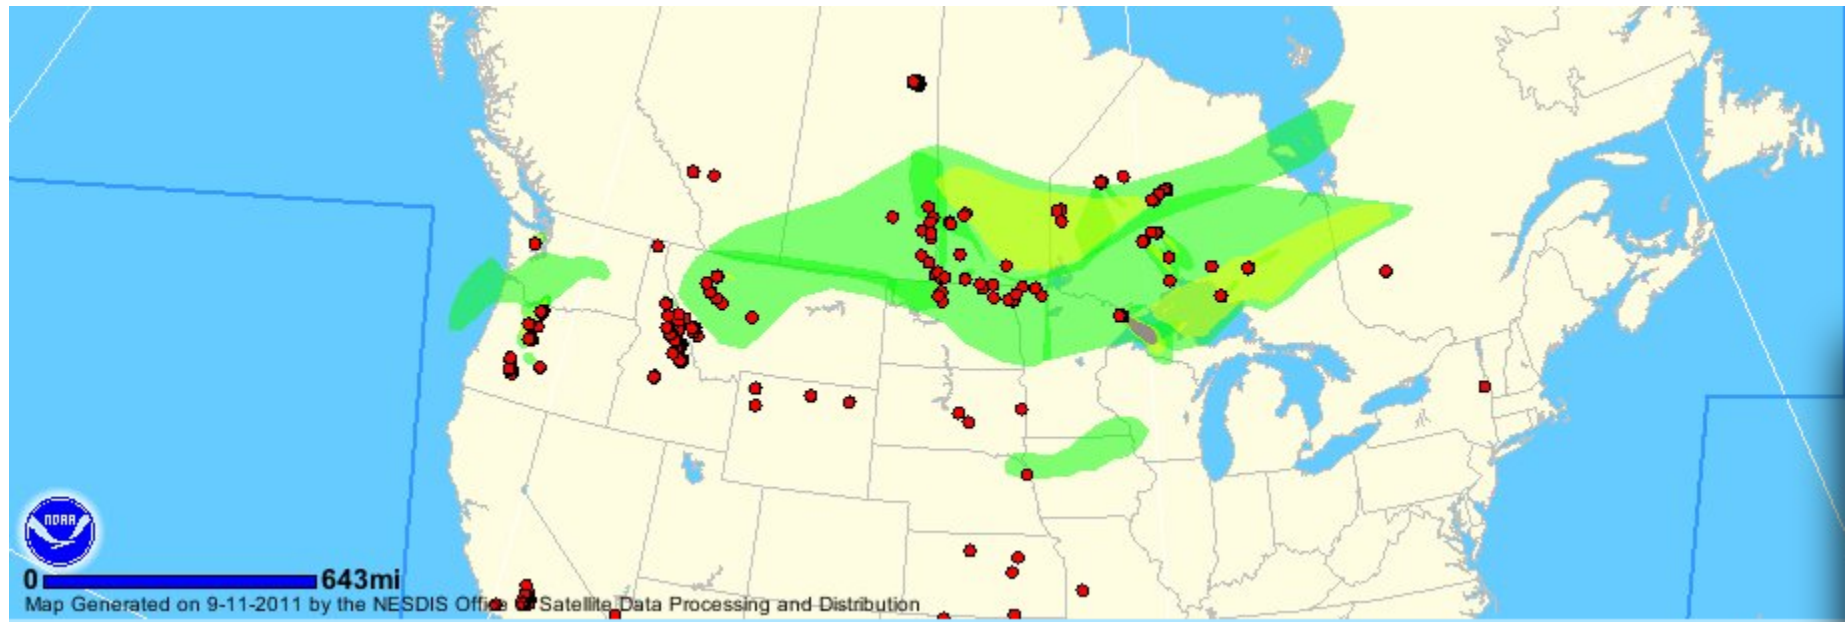 NOAA
0 643mi
Map Generated on 9-11-2011 by the NESDIS Office of Satellite Data Processing and Distribution